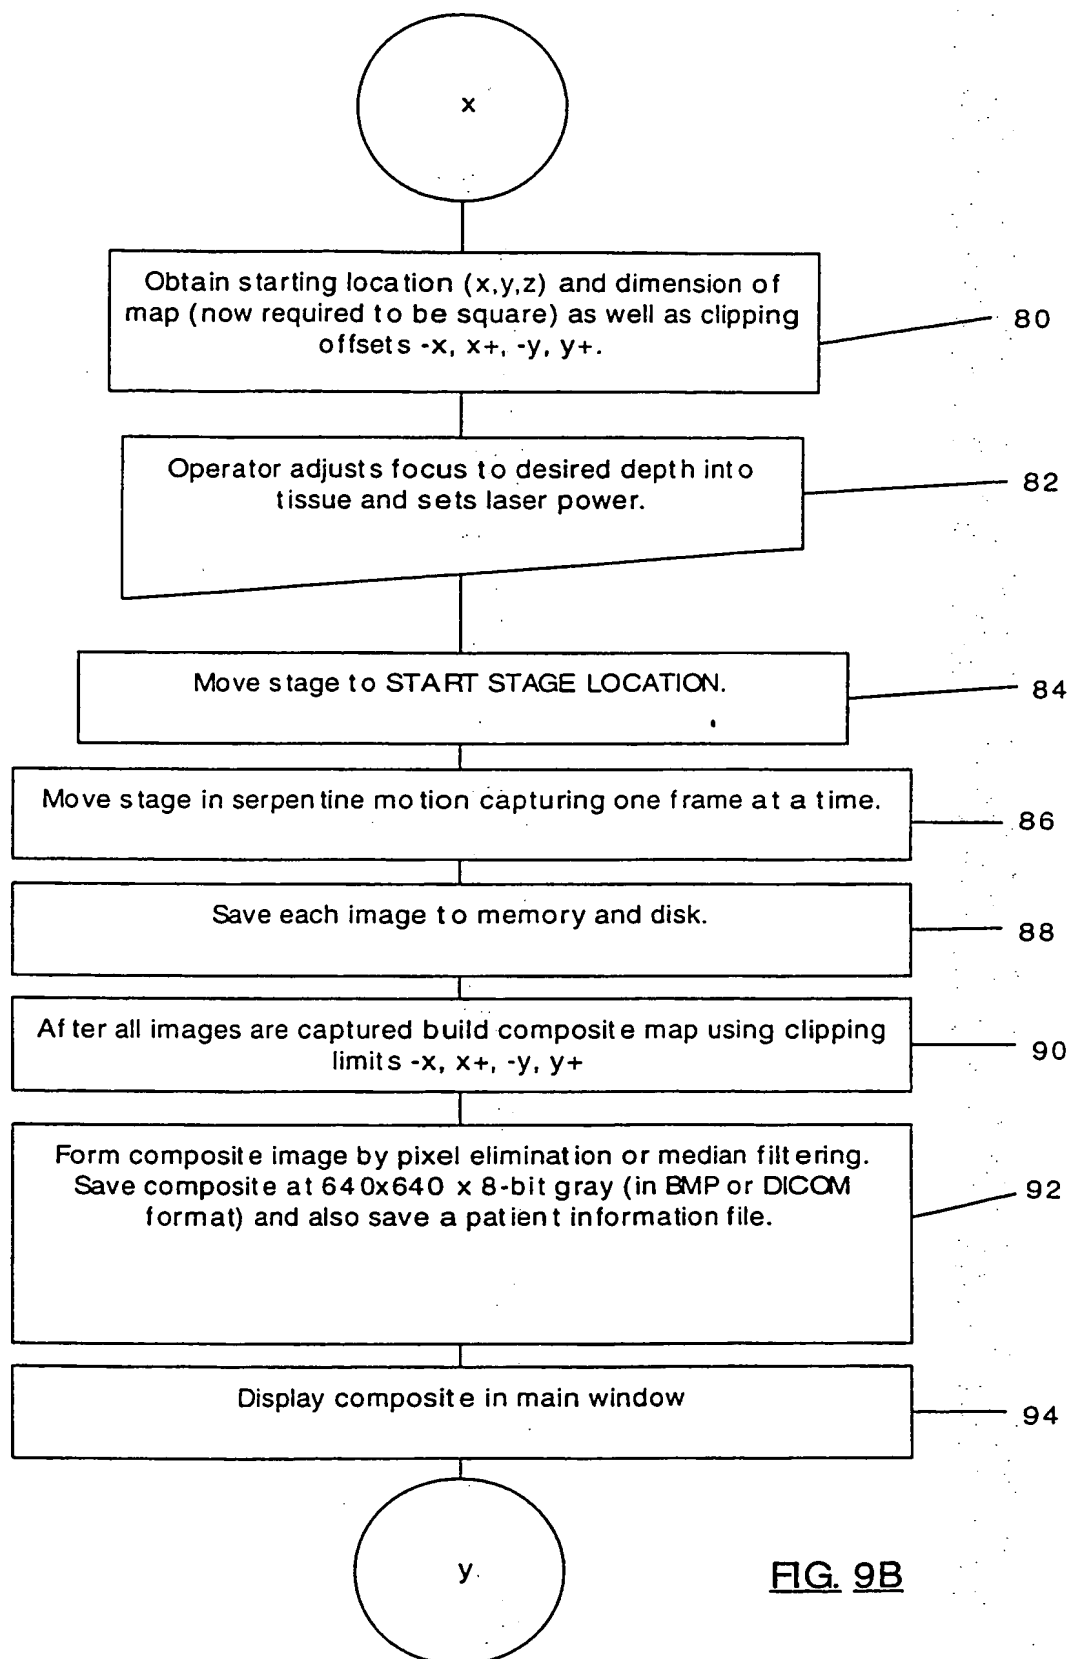 x
Obtain starting location (x,y,z) and dimension of
map (now required to be square) as well as clipping
offsets -x, x+, -y, y+.
80
Operator adjusts focus to desired depth into
tissue and sets laser power.
82
Move stage to START STAGE LOCATION.
84
Move stage in serpentine motion capturing one frame at a time.
86
Save each image to memory and disk.
88
After all images are captured build composite map using clipping
limits -x, x+, -y, y+
90
Form composite image by pixel elimination or median filtering.
Save composite at 640x640 x 8-bit gray (in BMP or DICOM
format) and also save a patient information file.
92
Display composite in main window
94
y
FIG. 9B